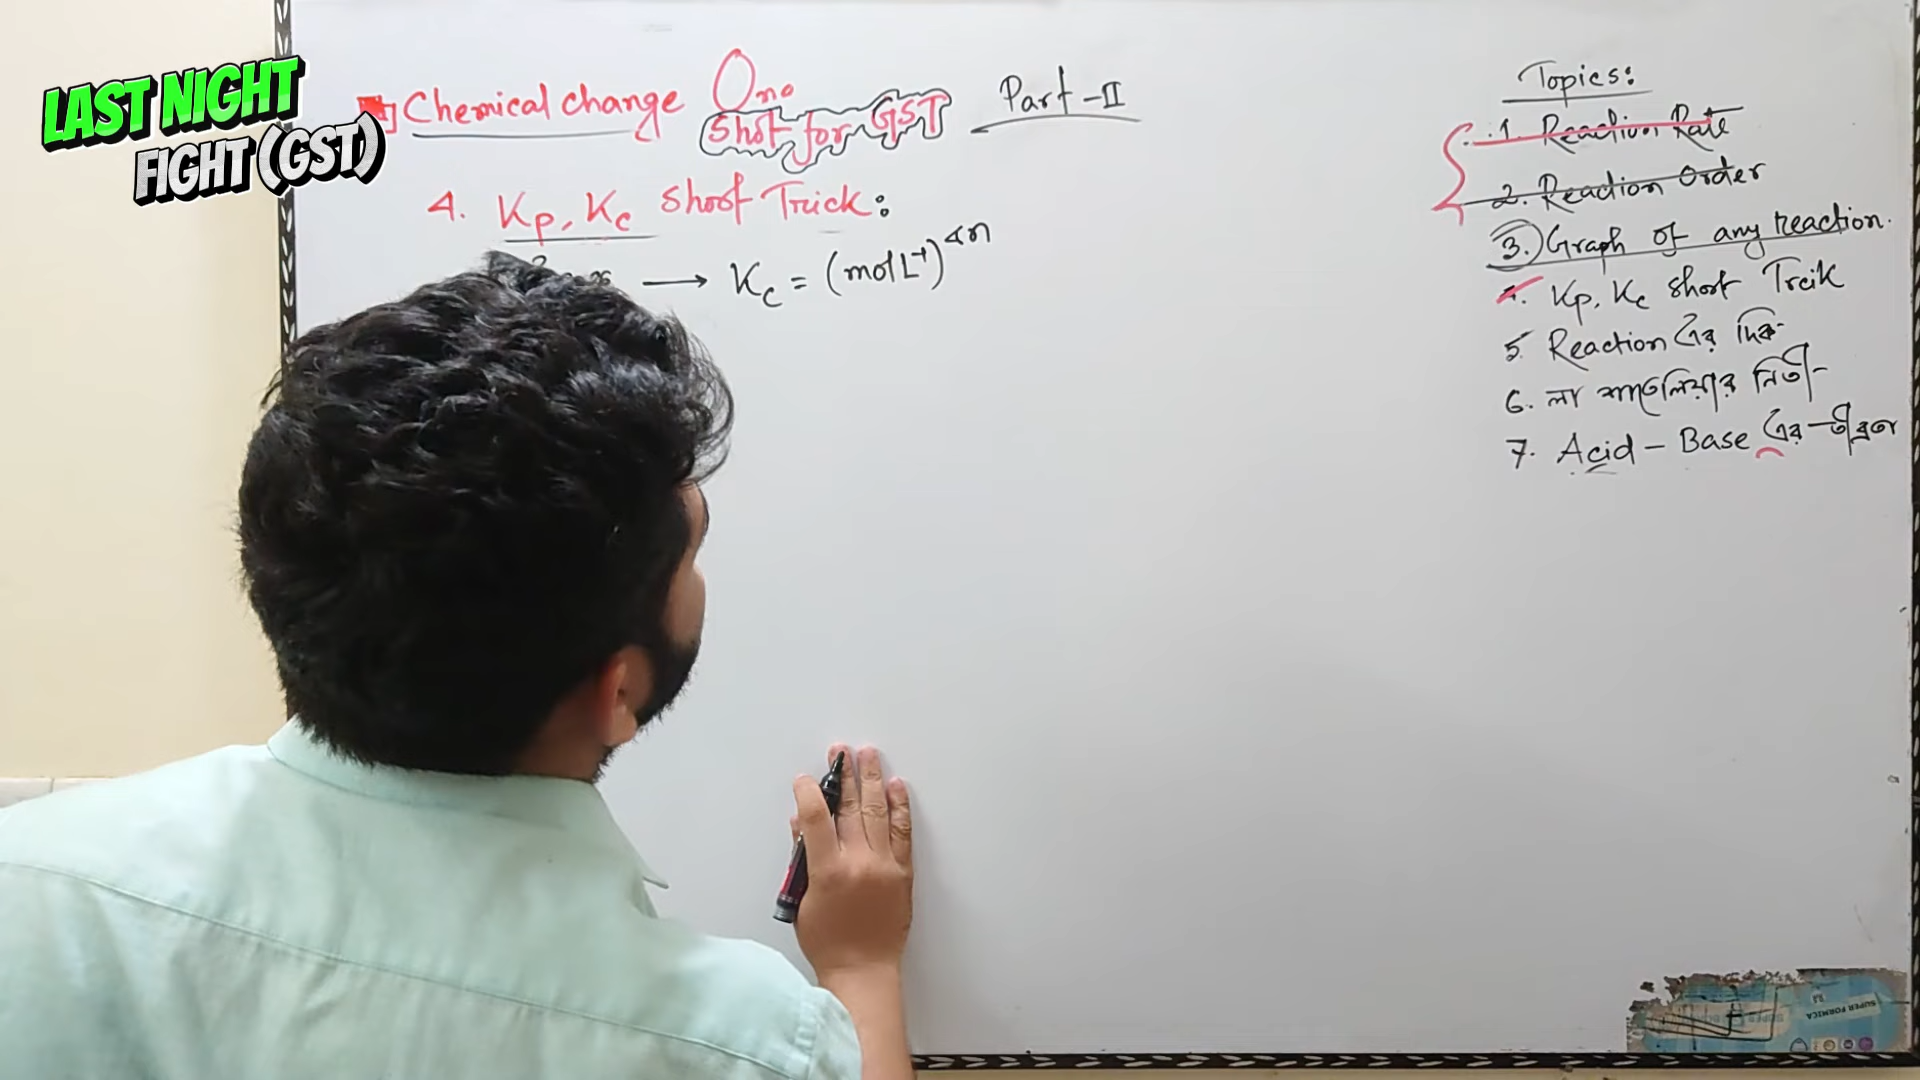 LAST NIGHT
FIGHT (GST)
Chemical change One
Shot for GST
Part-II
4. Kp, Kc Short Trick:
→ Kc = (mol L⁻¹)^Δn
Topics:
1. Reaction Rate
2. Reaction Order
3. Graph of any reaction.
4. Kp, Kc short Trcik
5. Reaction এর দিক-
6. লা শাতেলিয়ার নীতি-
7. Acid - Base এর তীব্রতা
SUPER FORMICA